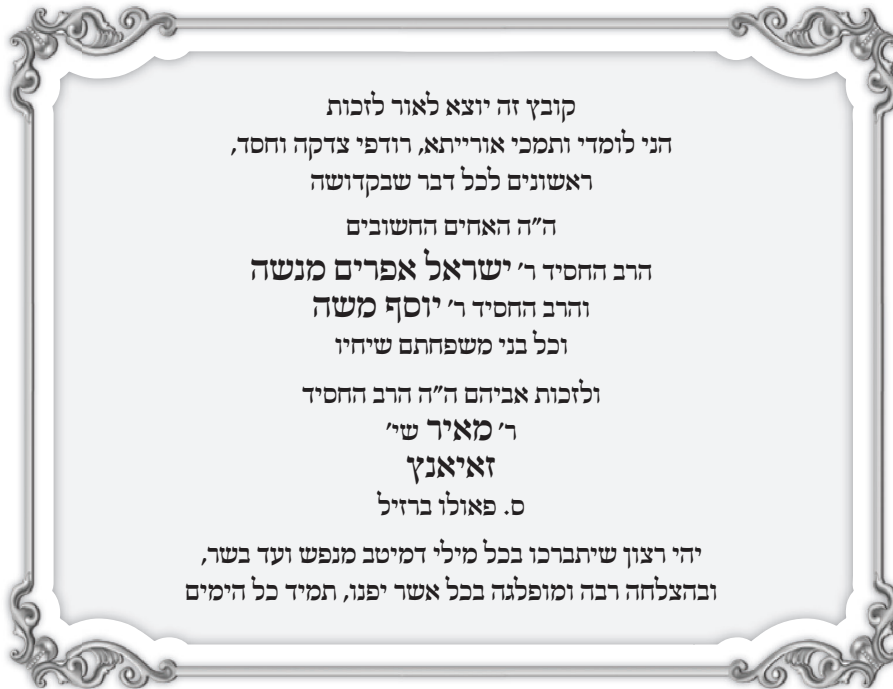 קובץ זה יוצא לאור לזכות
הני לומדי ותמכי אורייתא, רודפי צדקה וחסד,
ראשונים לכל דבר שבקדושה
ה"ה האחים החשובים
הרב החסיד ר' ישראל אפרים מנשה
והרב החסיד ר' יוסף משה
וכל בני משפחתם שיחיו
ולזכות אביהם ה"ה הרב החסיד
ר' מאיר שי'
זאיאנץ
ס. פאולו ברזיל
יהי רצון שיתברכו בכל מילי דמיטב מנפש ועד בשר,
ובהצלחה רבה ומופלגה בכל אשר יפנו, תמיד כל הימים